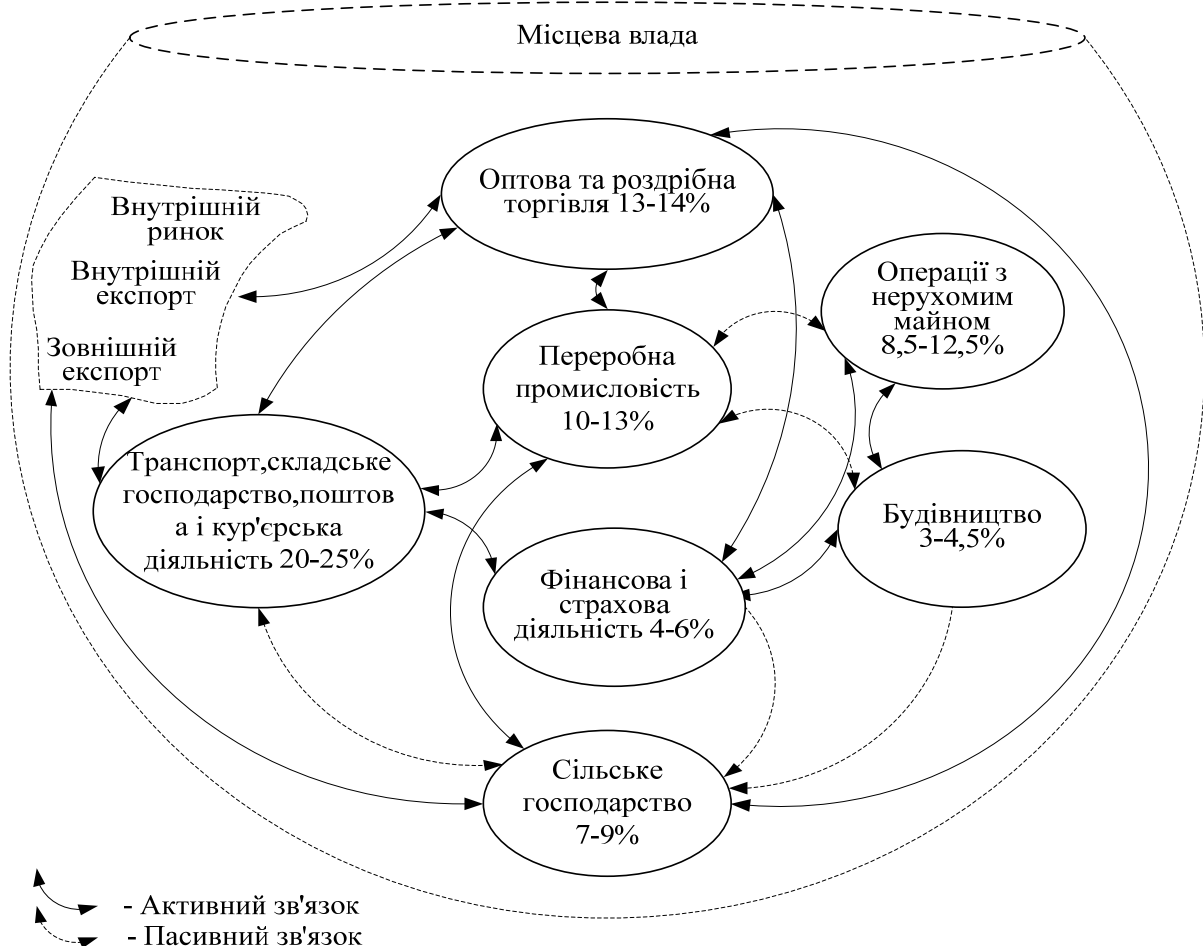 Місцева влада
Оптова та роздрібна
торгівля 13-14%
Внутрішній
ринок
Внутрішній
експорт
Зовнішній
експорт
Операції з
нерухомим
майном
8,5-12,5%
Переробна
промисловість
10-13%
Транспорт,складське
господарство,поштов
а і кур'єрська
діяльність 20-25%
Будівництво
3-4,5%
Фінансова і
страхова
діяльність 4-6%
Сільське
господарство
7-9%
- Активний зв'язок
- Пасивний зв'язок